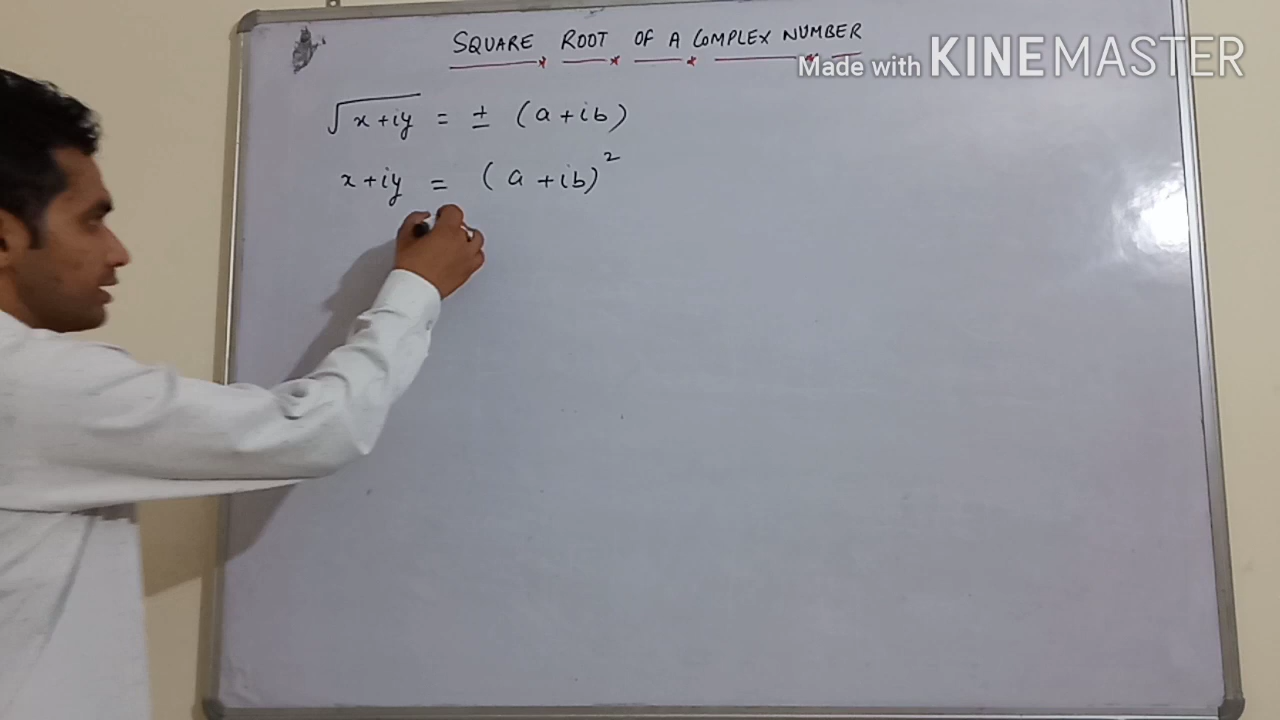 SQUARE ROOT OF A COMPLEX NUMBER
Made with KINEMASTER
√x+iy = ± (a+ib)
x+iy = (a+ib)²